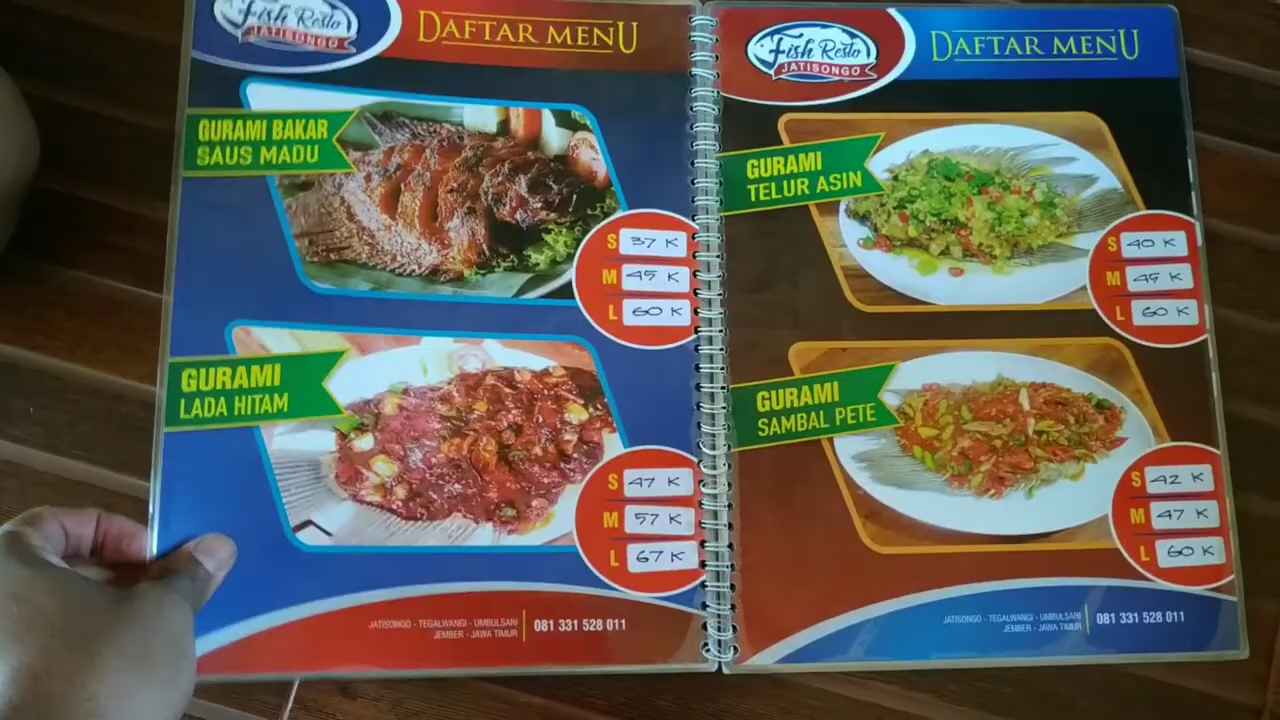 Fish Resto
JATISONGO
DAFTAR MENU
GURAMI BAKAR
SAUS MADU
S 37 K
M 45 K
L 60 K
GURAMI
LADA HITAM
S 47 K
M 57 K
L 67 K
JATISONGO - TEGALWANGI - UMBULSARI
JEMBER - JAWA TIMUR
081 331 528 011
Fish Resto
JATISONGO
DAFTAR MENU
GURAMI
TELUR ASIN
S 40 K
M 45 K
L 60 K
GURAMI
SAMBAL PETE
S 42 K
M 47 K
L 60 K
JATISONGO - TEGALWANGI - UMBULSARI
JEMBER - JAWA TIMUR
081 331 528 011